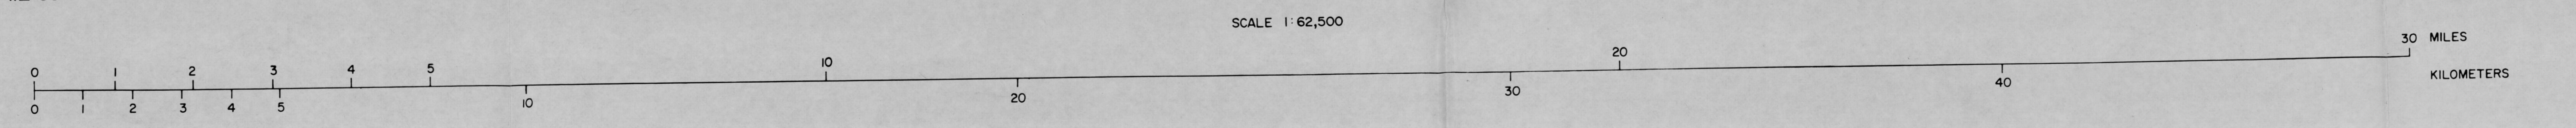 SCALE 1:62,500
0 1 2 3 4 5 10 20 30 MILES
0 1 2 3 4 5 10 20 30 40 KILOMETERS